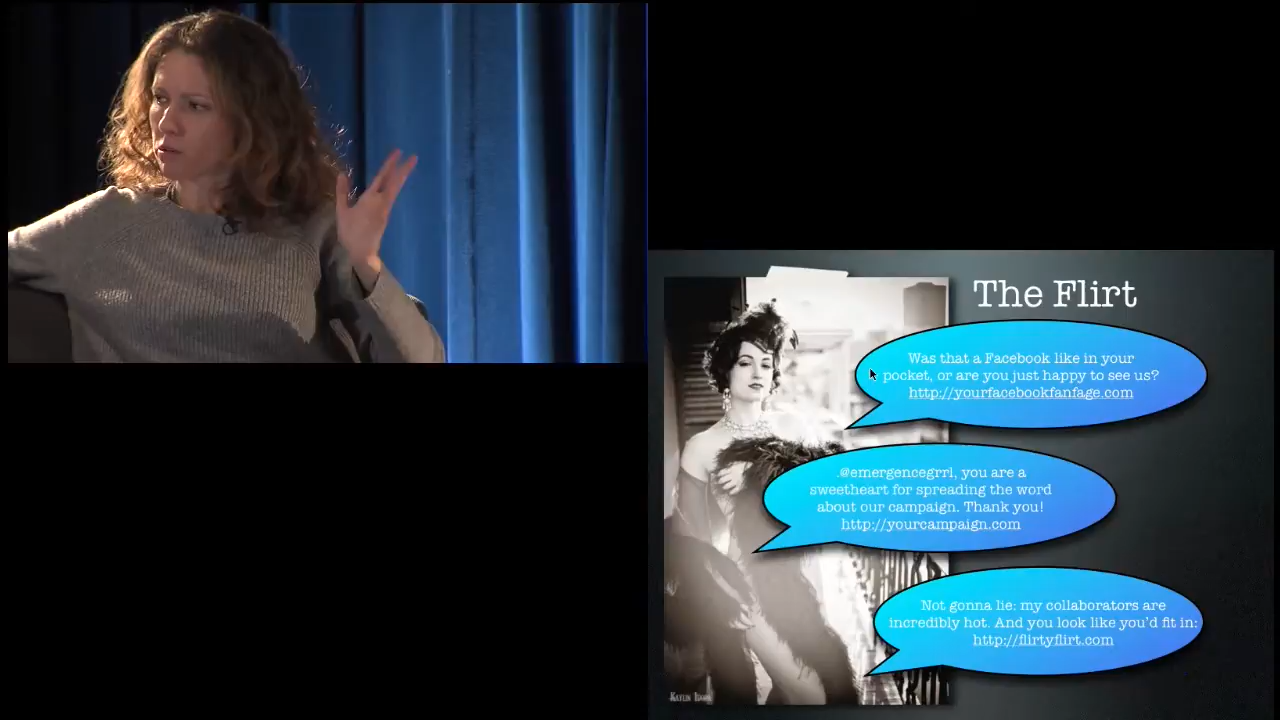 The Flirt
Was that a Facebook like in your
pocket, or are you just happy to see us?
http://yourfacebookfanfage.com
.@emergencegrrl, you are a
sweetheart for spreading the word
about our campaign. Thank you!
http://yourcampaign.com
Not gonna lie: my collaborators are
incredibly hot. And you look like you'd fit in:
http://flirtyflirt.com